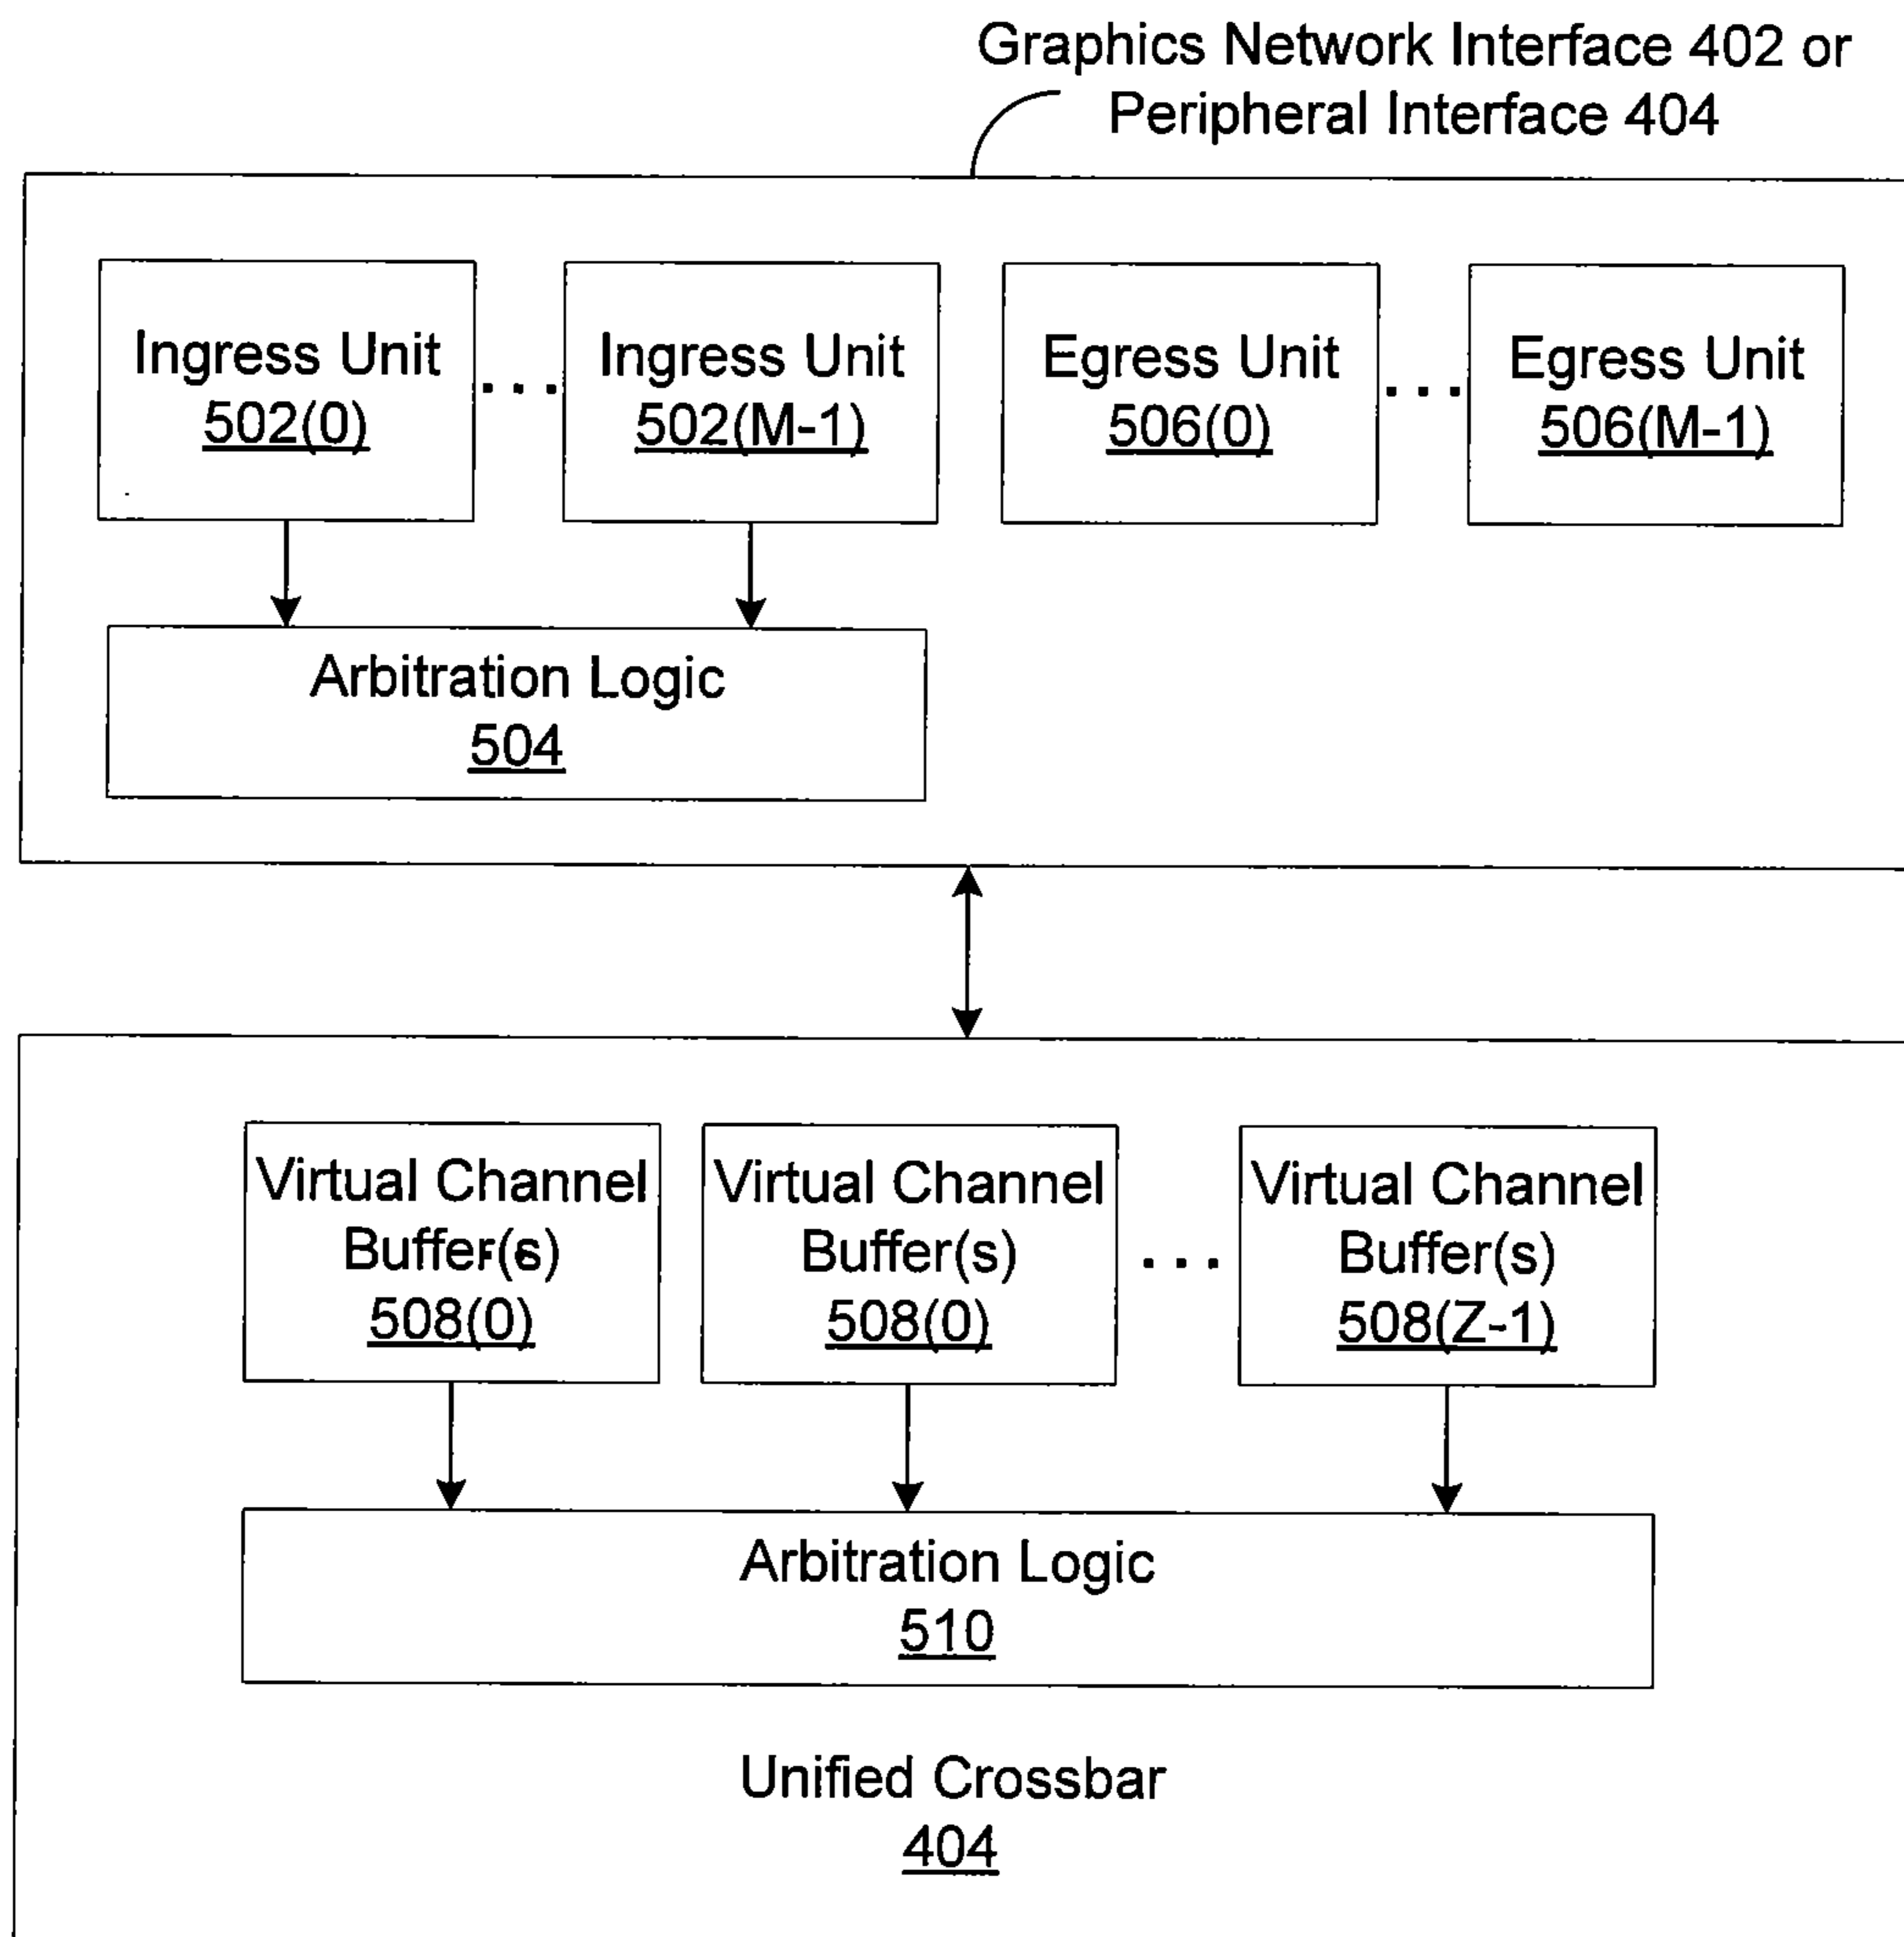 Graphics Network Interface 402 or
Peripheral Interface 404
Ingress Unit
502(0)
...
Ingress Unit
502(M-1)
Egress Unit
506(0)
...
Egress Unit
506(M-1)
Arbitration Logic
504
Virtual Channel
Buffer(s)
508(0)
Virtual Channel
Buffer(s)
508(0)
...
Virtual Channel
Buffer(s)
508(Z-1)
Arbitration Logic
510
Unified Crossbar
404